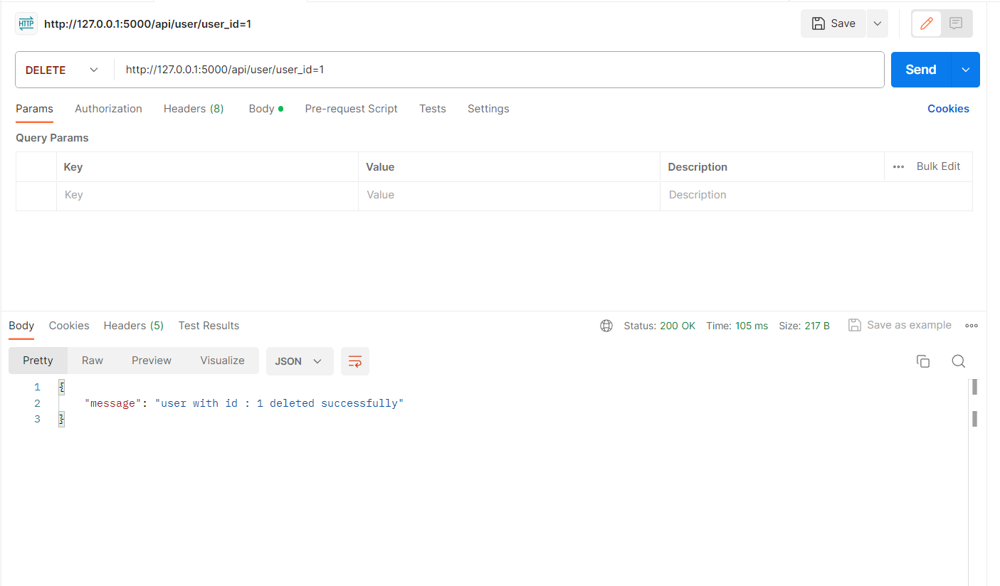 HTTP http://127.0.0.1:5000/api/user/user_id=1 Save
DELETE http://127.0.0.1:5000/api/user/user_id=1 Send
Params Authorization Headers (8) Body Pre-request Script Tests Settings Cookies
Query Params
Key Value Description Bulk Edit
Key Value Description
Body Cookies Headers (5) Test Results Status: 200 OK Time: 105 ms Size: 217 B Save as example
Pretty Raw Preview Visualize JSON
1 {
2 "message": "user with id : 1 deleted successfully"
3 }